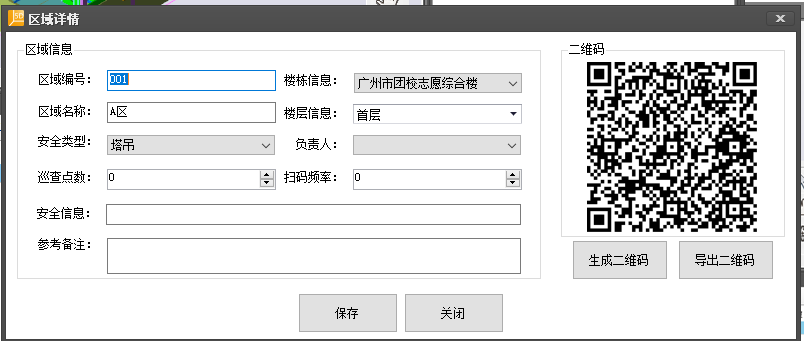 区域详情
区域信息
区域编号: 001 楼栋信息: 广州市团校志愿综合楼
区域名称: A区 楼层信息: 首层
安全类型: 塔吊 负责人:
巡查点数: 0 扫码频率: 0
安全信息:
参考备注:
二维码
生成二维码 导出二维码
保存 关闭